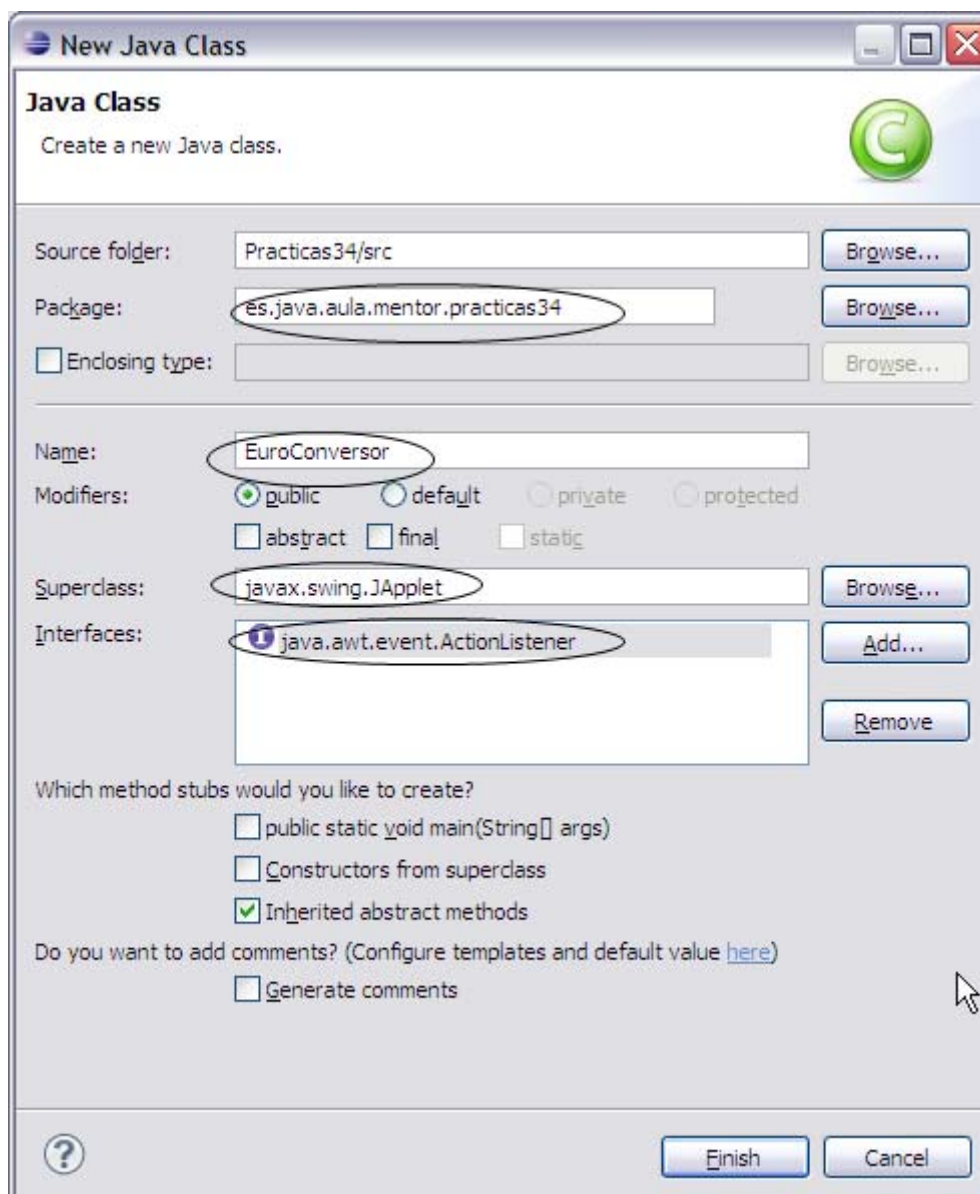 New Java Class
Java Class
Create a new Java class.
Source folder: Practicas34/src Browse...
Package: es.java.aula.mentor.practicas34 Browse...
Enclosing type: Browse...
Name: EuroConversor
Modifiers: public default private protected
abstract final static
Superclass: javax.swing.JApplet Browse...
Interfaces: java.awt.event.ActionListener Add...
Remove
Which method stubs would you like to create?
public static void main(String[] args)
Constructors from superclass
Inherited abstract methods
Do you want to add comments? (Configure templates and default value here)
Generate comments
Finish Cancel